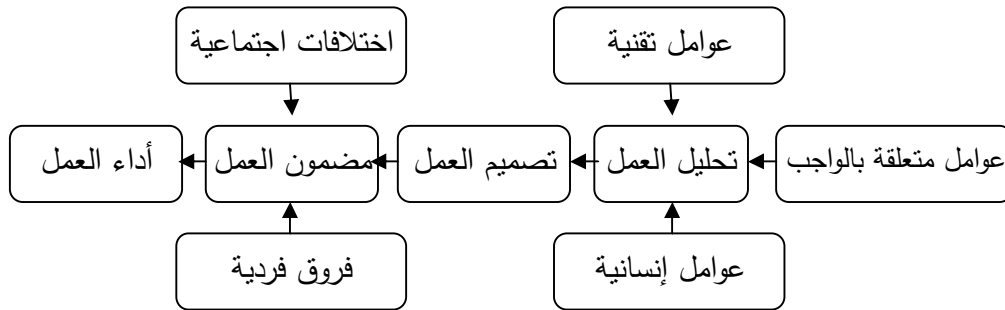 عوامل تقنية
اختلافات اجتماعية
عوامل متعلقة بالواجب
تحليل العمل
تصميم العمل
مضمون العمل
أداء العمل
عوامل إنسانية
فروق فردية